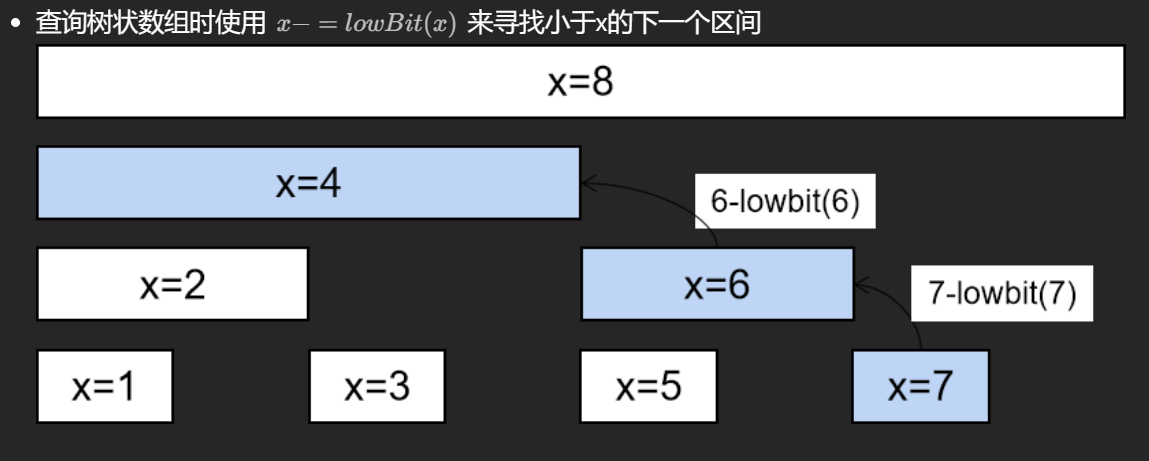 查询树状数组时使用 x− = lowBit(x) 来寻找小于x的下一个区间
x=8
x=4
6-lowbit(6)
x=2
x=6
7-lowbit(7)
x=1
x=3
x=5
x=7